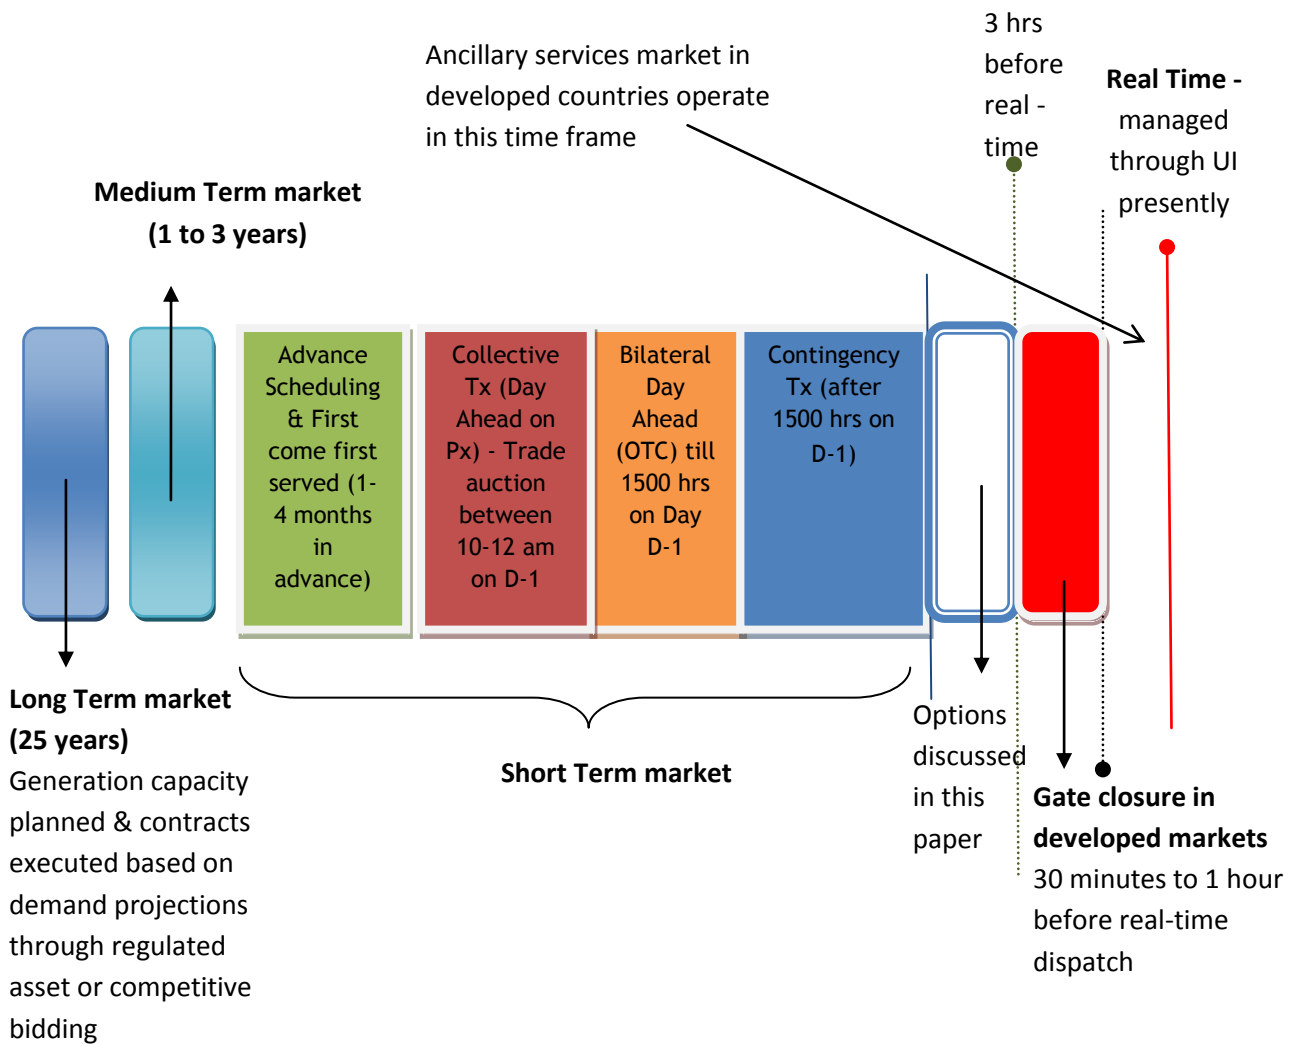 Ancillary services market in
developed countries operate
in this time frame
3 hrs
before
real -
time
Real Time -
managed
through UI
presently
Medium Term market
(1 to 3 years)
Advance
Scheduling
& First
come first
served (1-
4 months
in
advance)
Collective
Tx (Day
Ahead on
Px) - Trade
auction
between
10-12 am
on D-1
Bilateral
Day
Ahead
(OTC) till
1500 hrs
on Day
D-1
Contingency
Tx (after
1500 hrs on
D-1)
Long Term market
(25 years)
Generation capacity
planned & contracts
executed based on
demand projections
through regulated
asset or competitive
bidding
Short Term market
Options
discussed
in this
paper
Gate closure in
developed markets
30 minutes to 1 hour
before real-time
dispatch